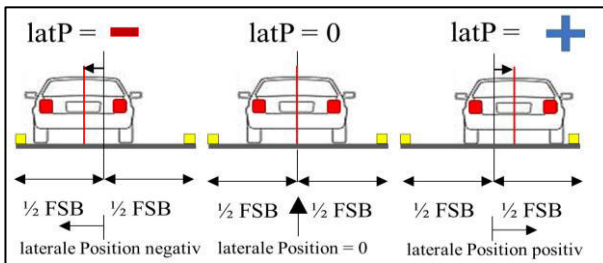 latP = −
latP = 0
latP = +
½ FSB ½ FSB
½ FSB ½ FSB
½ FSB ½ FSB
laterale Position negativ
laterale Position = 0
laterale Position positiv